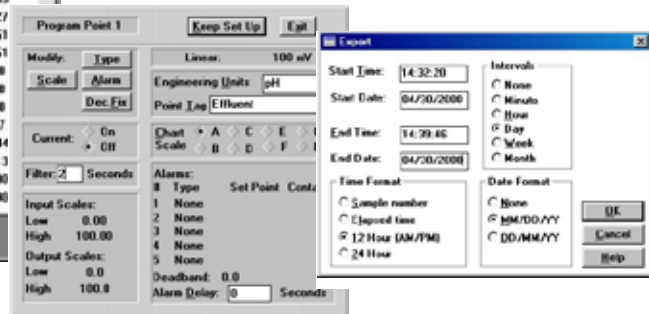 Program Point 1
Keep Set Up
Exit
Modify:
Type
Scale
Alarm
Dec.Fix
Linear:
100 mV
Engineering Units
pH
Point Tag
Effluent
Current:
On
Off
Chart
Scale
A
C
E
B
D
F
Filter:
2
Seconds
Input Scales:
Low 0.00
High 100.00
Output Scales:
Low 0.0
High 100.0
Alarms:
# Type Set Point
1 None
2 None
3 None
4 None
5 None
Deadband: 0.0
Alarm Delay: 0 Seconds
Export
Start Time: 14:32:20
Start Date: 04/30/2000
End Time: 14:39:46
End Date: 04/30/2000
Intervals
None
Minute
Hour
Day
Week
Month
Time Format
Sample number
Elapsed time
12 Hour (AM/PM)
24 Hour
Date Format
None
MM/DD/YY
DD/MM/YY
OK
Cancel
Help